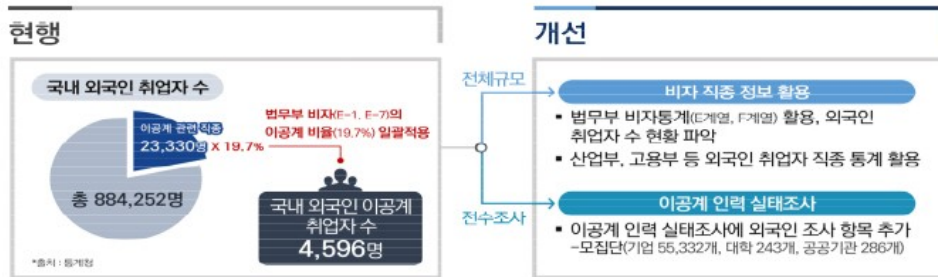 현행
국내 외국인 취업자 수
이공계 관련 직종
23,330명 X 19.7%
총 884,252명
*출처 : 통계청
법무부 비자(E-1, E-7)의
이공계 비율(19.7%) 일괄적용
국내 외국인 이공계
취업자 수
4,596명
전체규모
전수조사
개선
비자 직종 정보 활용
▪ 법무부 비자통계(E계열, F계열) 활용, 외국인
취업자 수 현황 파악
▪ 산업부, 고용부 등 외국인 취업자 직종 통계 활용
이공계 인력 실태조사
▪ 이공계 인력 실태조사에 외국인 조사 항목 추가
-모집단(기업 55,332개, 대학 243개, 공공기관 286개)